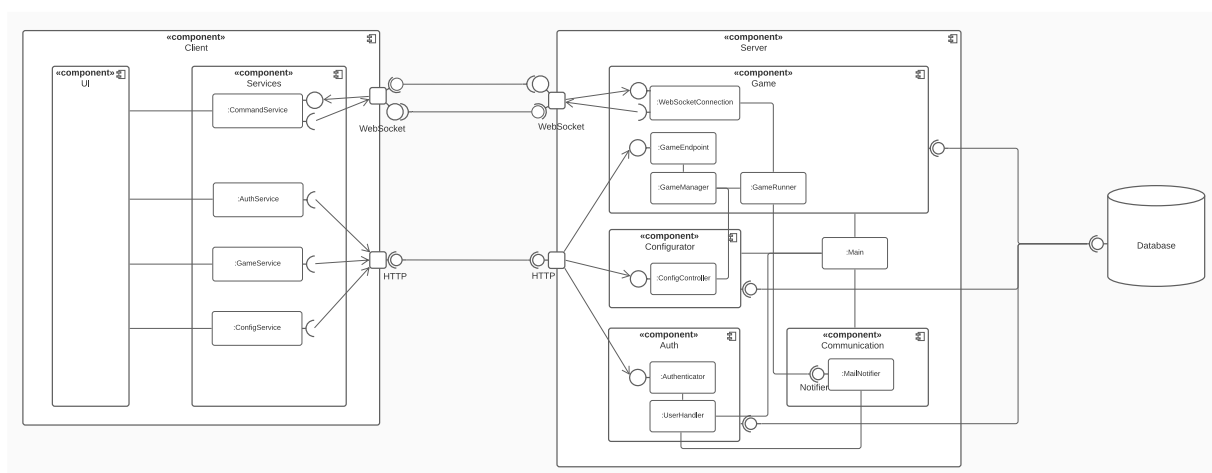 «component»
Client
«component»
UI
«component»
Services
:CommandService
:AuthService
:GameService
:ConfigService
WebSocket
HTTP
«component»
Server
WebSocket
HTTP
«component»
Game
:WebSocketConnection
:GameEndpoint
:GameManager
:GameRunner
«component»
Configurator
:ConfigController
:Main
«component»
Auth
:Authenticator
:UserHandler
«component»
Communication
:MailNotifier
Notifier
Database